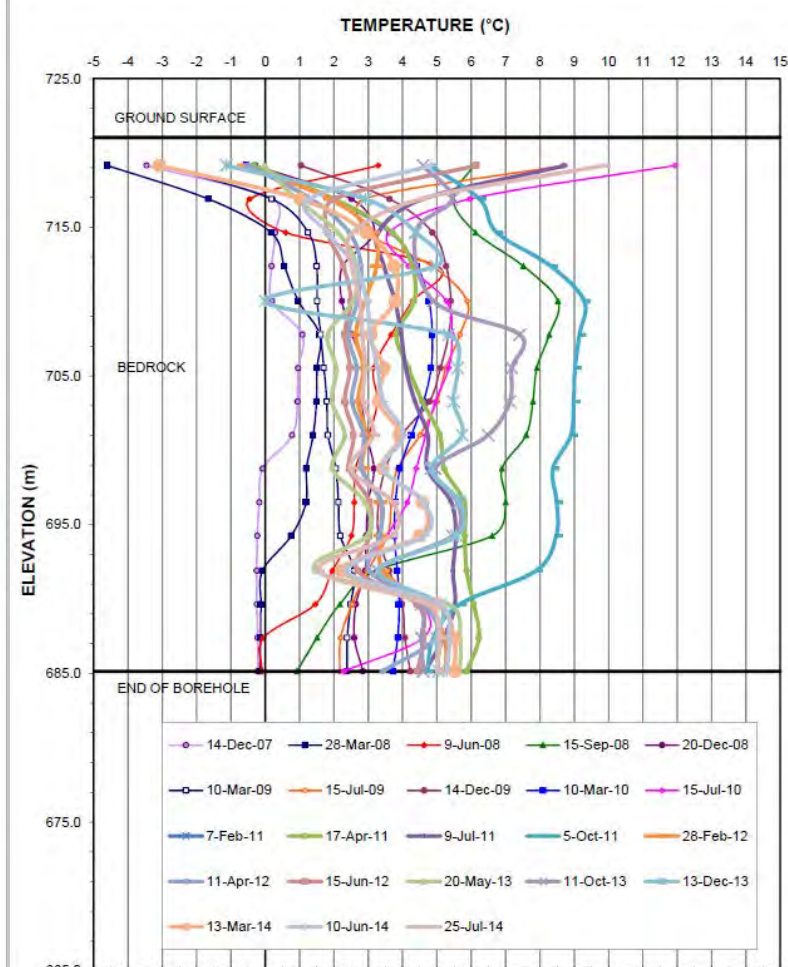 TEMPERATURE (°C)
-5 -4 -3 -2 -1 0 1 2 3 4 5 6 7 8 9 10 11 12 13 14 15
725.0
GROUND SURFACE
715.0
BEDROCK
705.0
ELEVATION (m)
695.0
685.0
END OF BOREHOLE
14-Dec-07 28-Mar-08 9-Jun-08 15-Sep-08 20-Dec-08
10-Mar-09 15-Jul-09 14-Dec-09 10-Mar-10 15-Jul-10
675.0
7-Feb-11 17-Apr-11 9-Jul-11 5-Oct-11 28-Feb-12
11-Apr-12 15-Jun-12 20-May-13 11-Oct-13 13-Dec-13
13-Mar-14 10-Jun-14 25-Jul-14